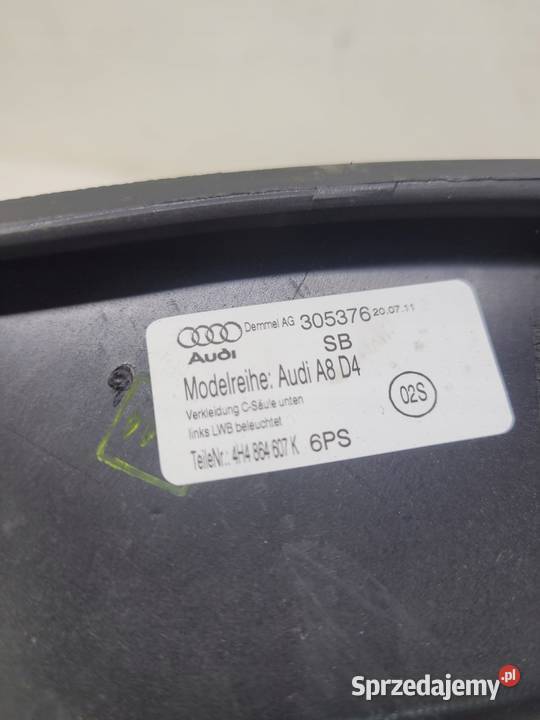 Demmel AG 305376 20.07.11
Audi SB
Modelreihe: Audi A8 D4
Verkleidung C-Säule unten
links LWB beleuchtet
02S
TeileNr.: 4H4 864 607 K 6PS
Sprzedajemy.pl